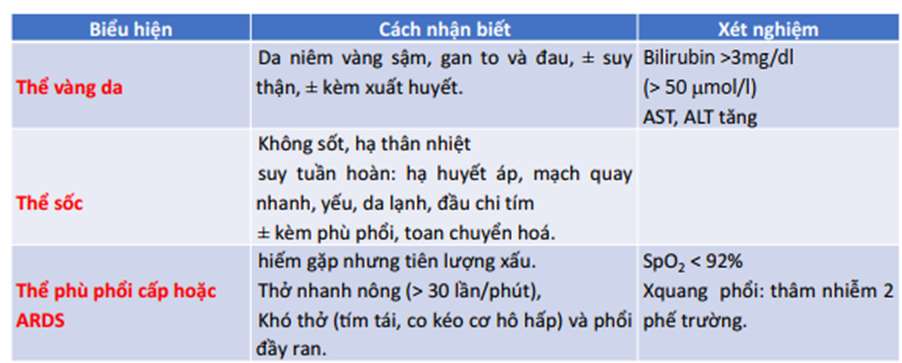 Biểu hiện Cách nhận biết Xét nghiệm
Thể vàng da
Da niêm vàng sậm, gan to và đau, ± suy
thận, ± kèm xuất huyết.
Bilirubin >3mg/dl
(> 50 μmol/l)
AST, ALT tăng
Thể sốc
Không sốt, hạ thân nhiệt
suy tuần hoàn: hạ huyết áp, mạch quay
nhanh, yếu, da lạnh, đầu chi tím
± kèm phù phổi, toan chuyển hoá.
Thể phù phổi cấp hoặc
ARDS
hiếm gặp nhưng tiên lượng xấu.
Thở nhanh nông (> 30 lần/phút),
Khó thở (tím tái, co kéo cơ hô hấp) và phổi
đầy ran.
SpO₂ < 92%
Xquang phổi: thâm nhiễm 2
phế trường.